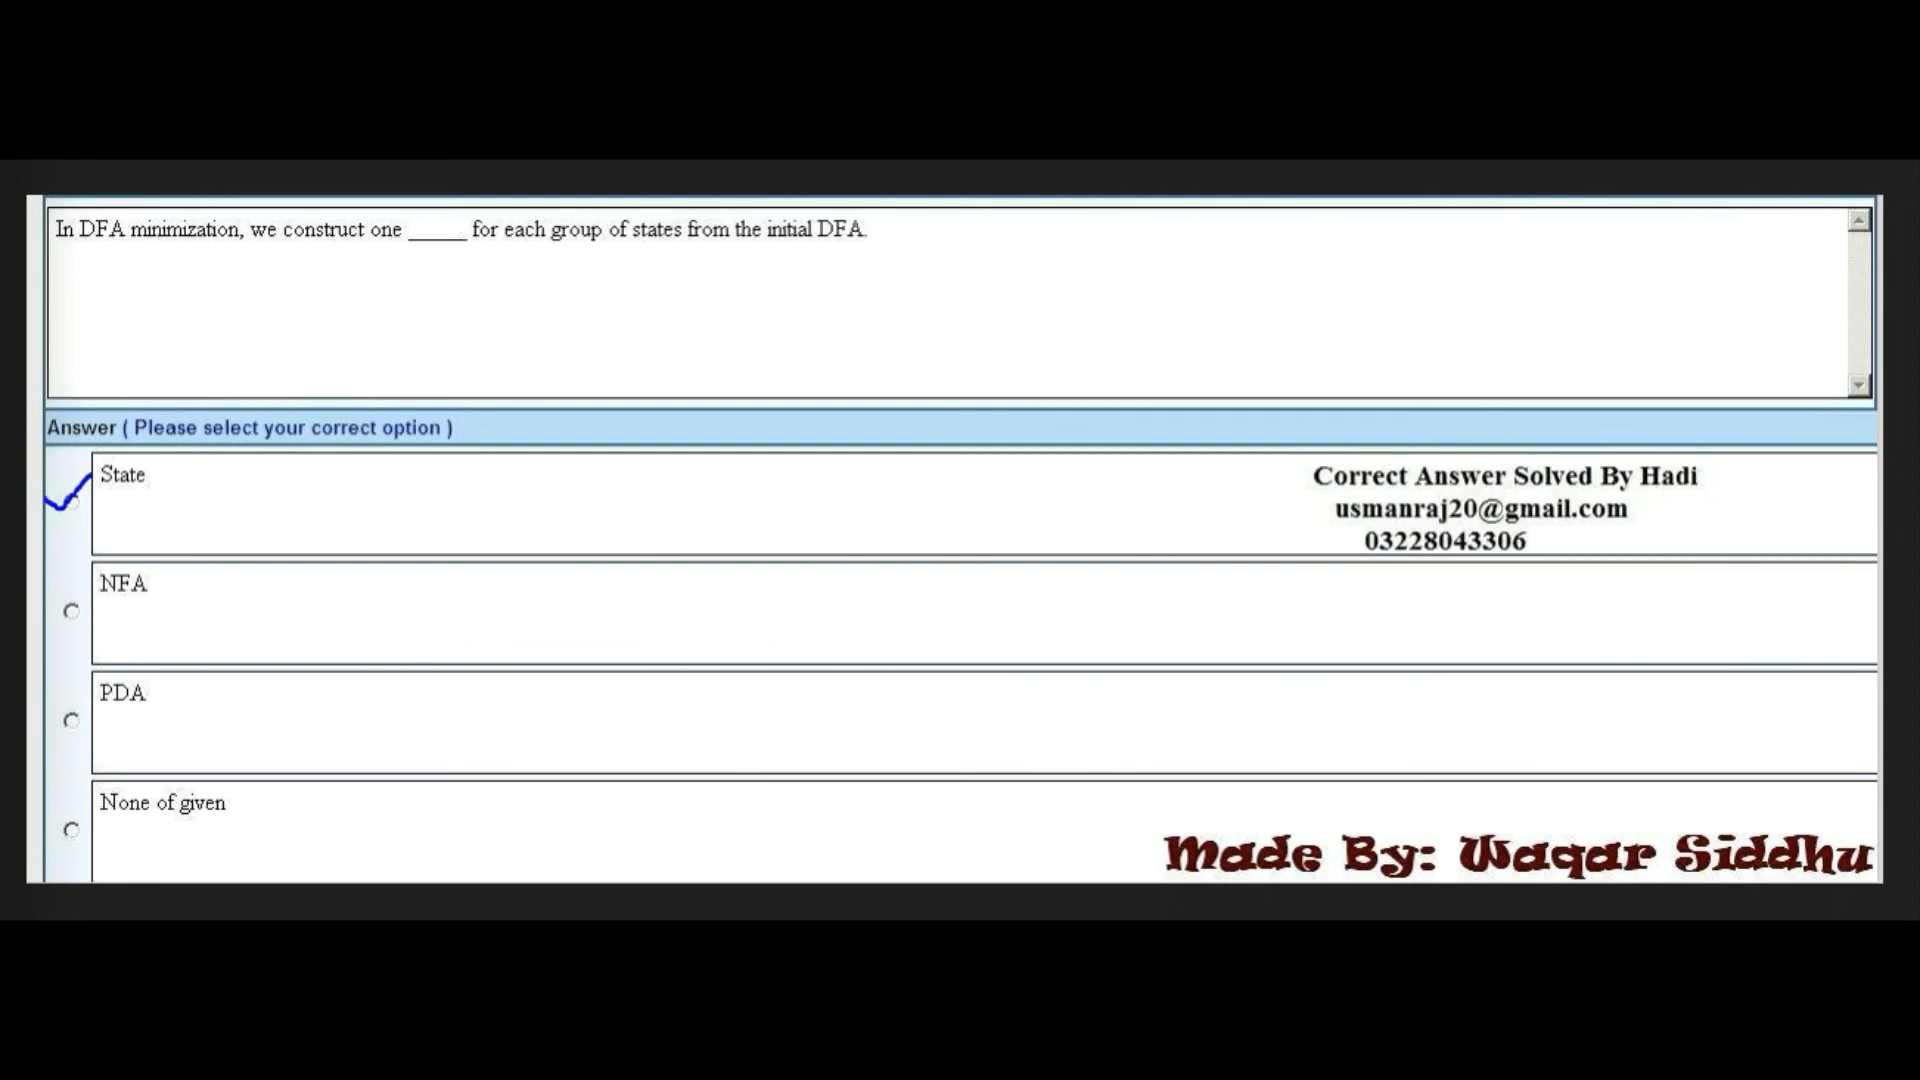 In DFA minimization, we construct one _____ for each group of states from the initial DFA.
Answer ( Please select your correct option )
State
Correct Answer Solved By Hadi
usmanraj20@gmail.com
03228043306
NFA
PDA
None of given
Made By: Waqar Siddhu